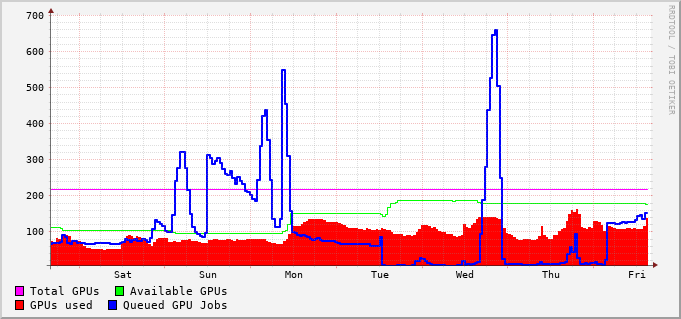 700
600
500
400
300
200
100
Sat Sun Mon Tue Wed Thu Fri
Total GPUs Available GPUs
GPUs used Queued GPU Jobs
RRDTOOL / TOBI OETIKER